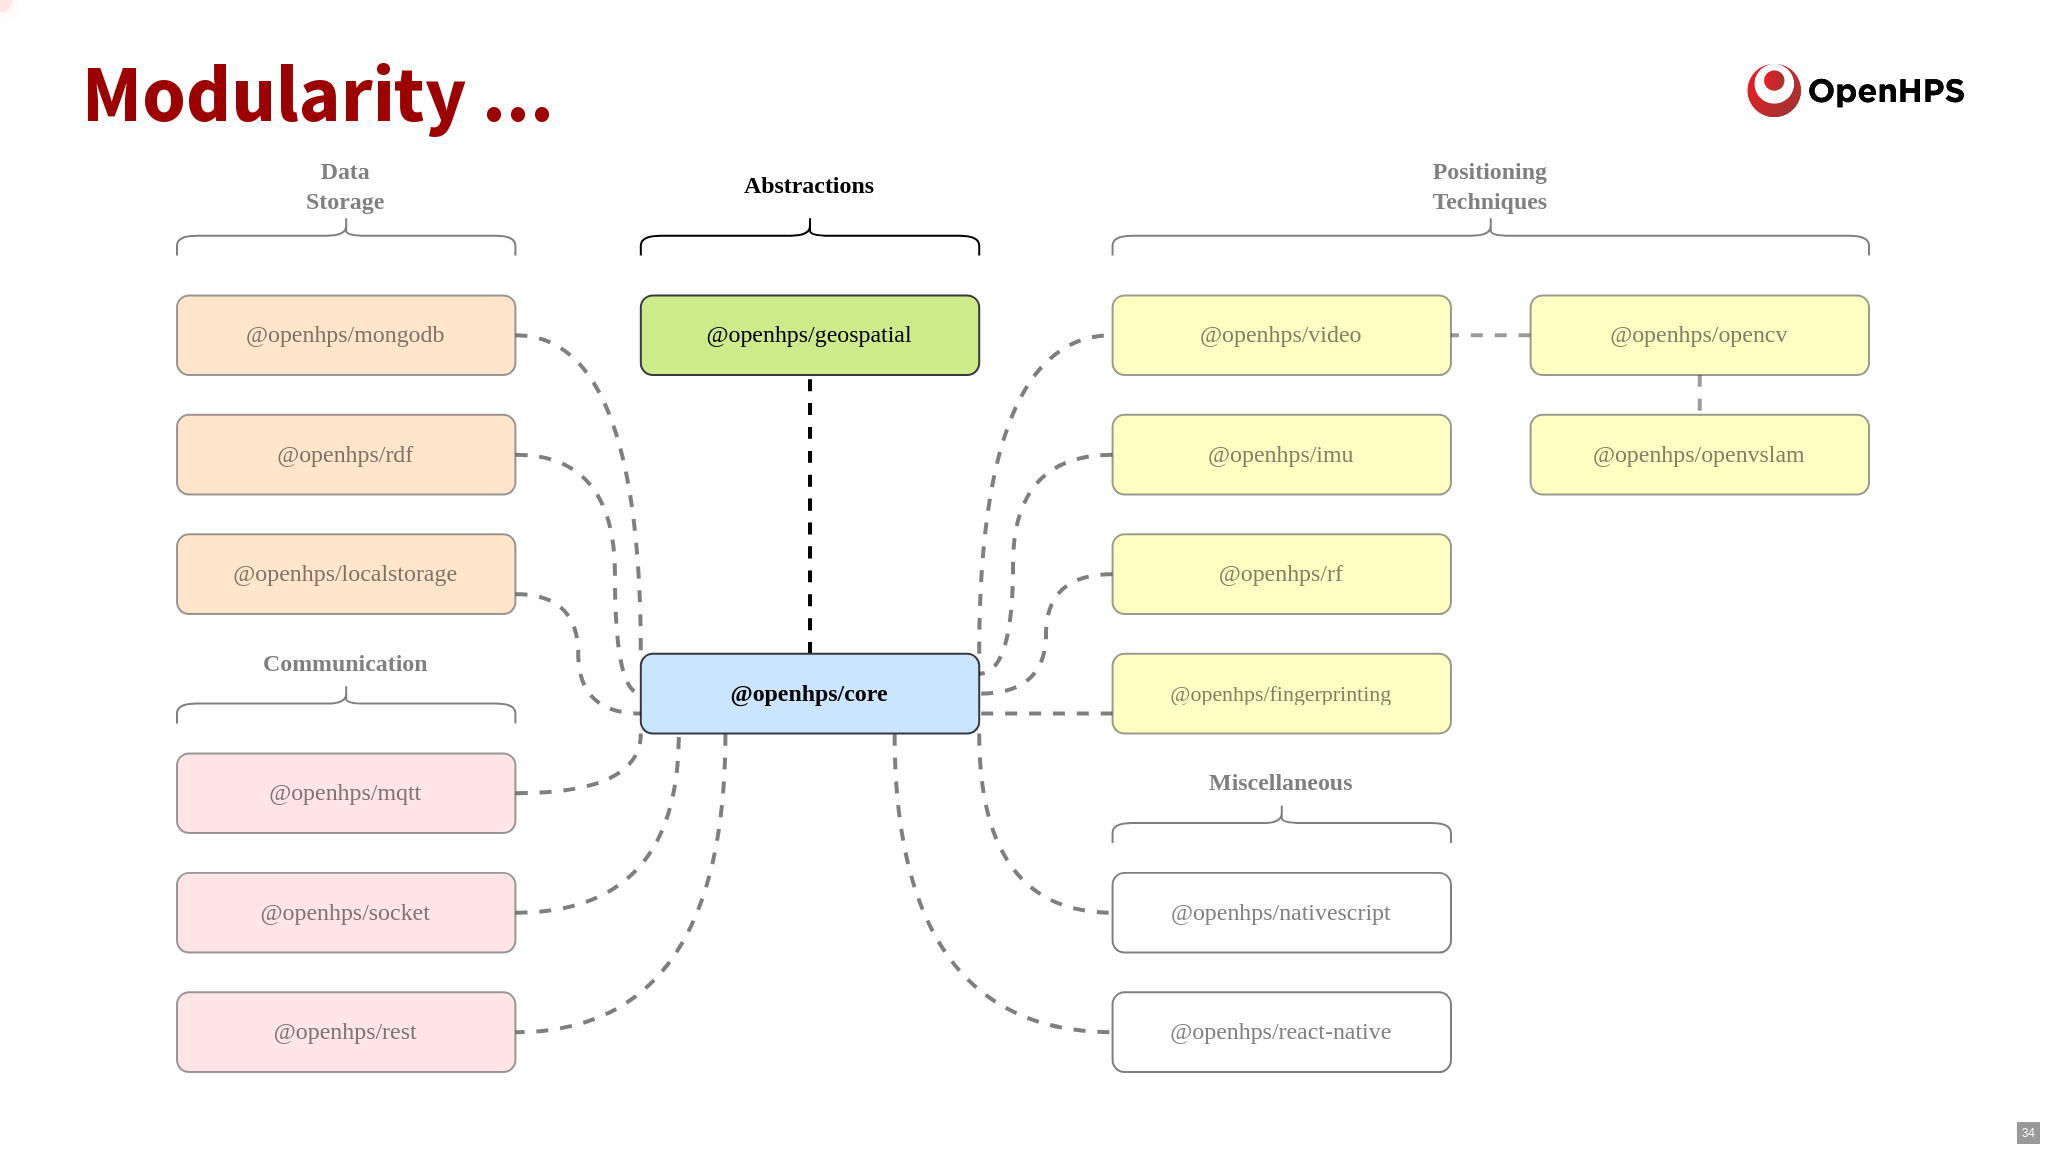 Modularity ...
OpenHPS
Data
Storage
@openhps/mongodb
@openhps/rdf
@openhps/localstorage
Communication
@openhps/mqtt
@openhps/socket
@openhps/rest
Abstractions
@openhps/geospatial
@openhps/core
Positioning
Techniques
@openhps/video
@openhps/opencv
@openhps/imu
@openhps/openvslam
@openhps/rf
@openhps/fingerprinting
Miscellaneous
@openhps/nativescript
@openhps/react-native
34